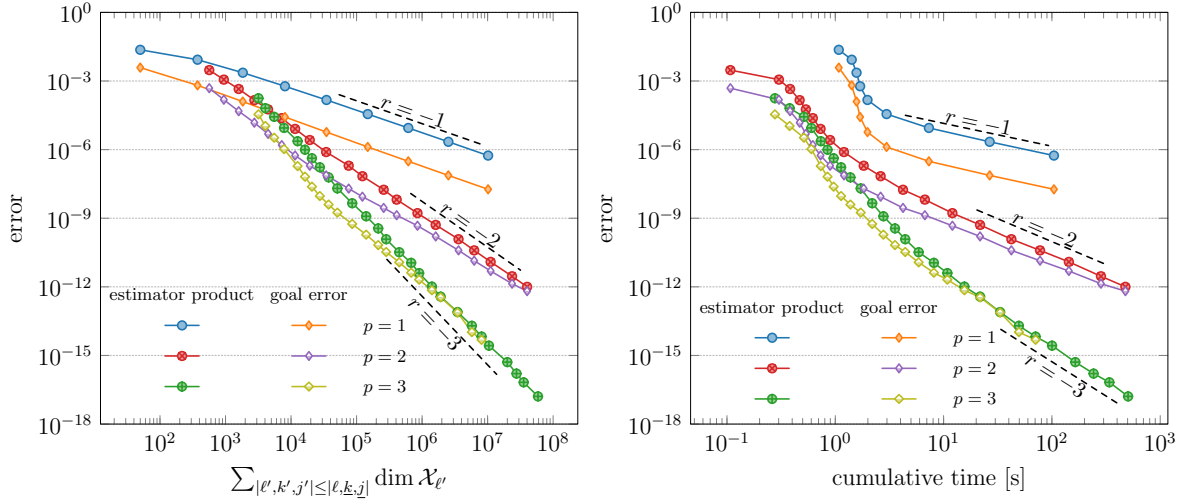 10^0
10^−3
10^−6
10^−9
10^−12
10^−15
10^−18
error
r = −1
r = −2
r = −3
estimator product goal error
p = 1
p = 2
p = 3
10^2 10^3 10^4 10^5 10^6 10^7 10^8
∑_{|ℓ′,k′,j′|≤|ℓ,k,j|} dim X_{ℓ′}
10^0
10^−3
10^−6
10^−9
10^−12
10^−15
10^−18
error
r = −1
r = −2
r = −3
estimator product goal error
p = 1
p = 2
p = 3
10^−1 10^0 10^1 10^2 10^3
cumulative time [s]